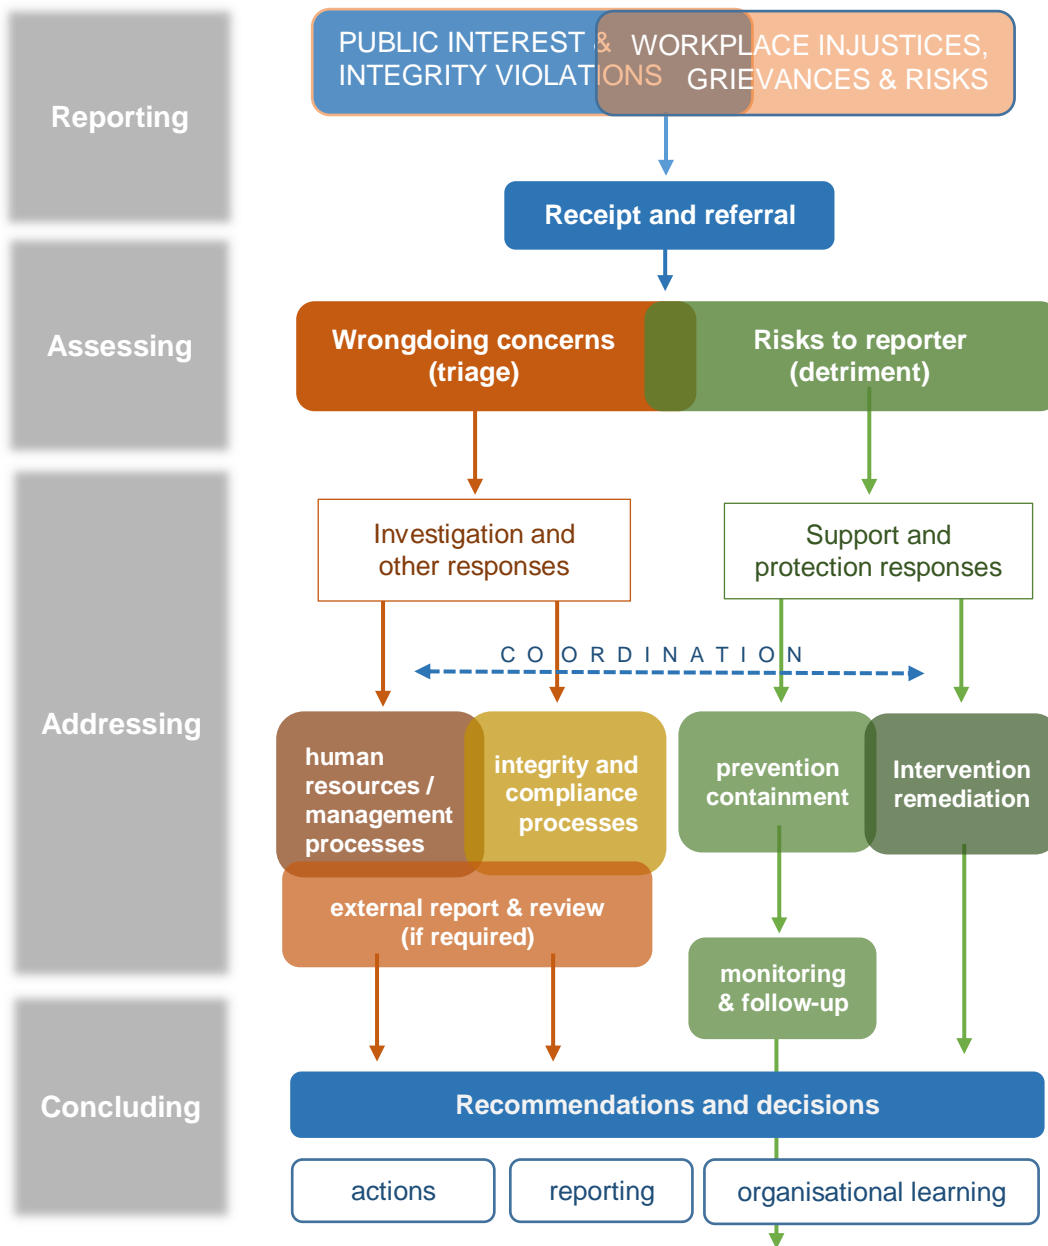 Reporting
PUBLIC INTEREST &
INTEGRITY VIOLATIONS
WORKPLACE INJUSTICES,
GRIEVANCES & RISKS
Receipt and referral
Assessing
Wrongdoing concerns
(triage)
Risks to reporter
(detriment)
Addressing
Investigation and
other responses
Support and
protection responses
COORDINATION
human
resources /
management
processes
integrity and
compliance
processes
prevention
containment
Intervention
remediation
external report & review
(if required)
monitoring
& follow-up
Concluding
Recommendations and decisions
actions
reporting
organisational learning